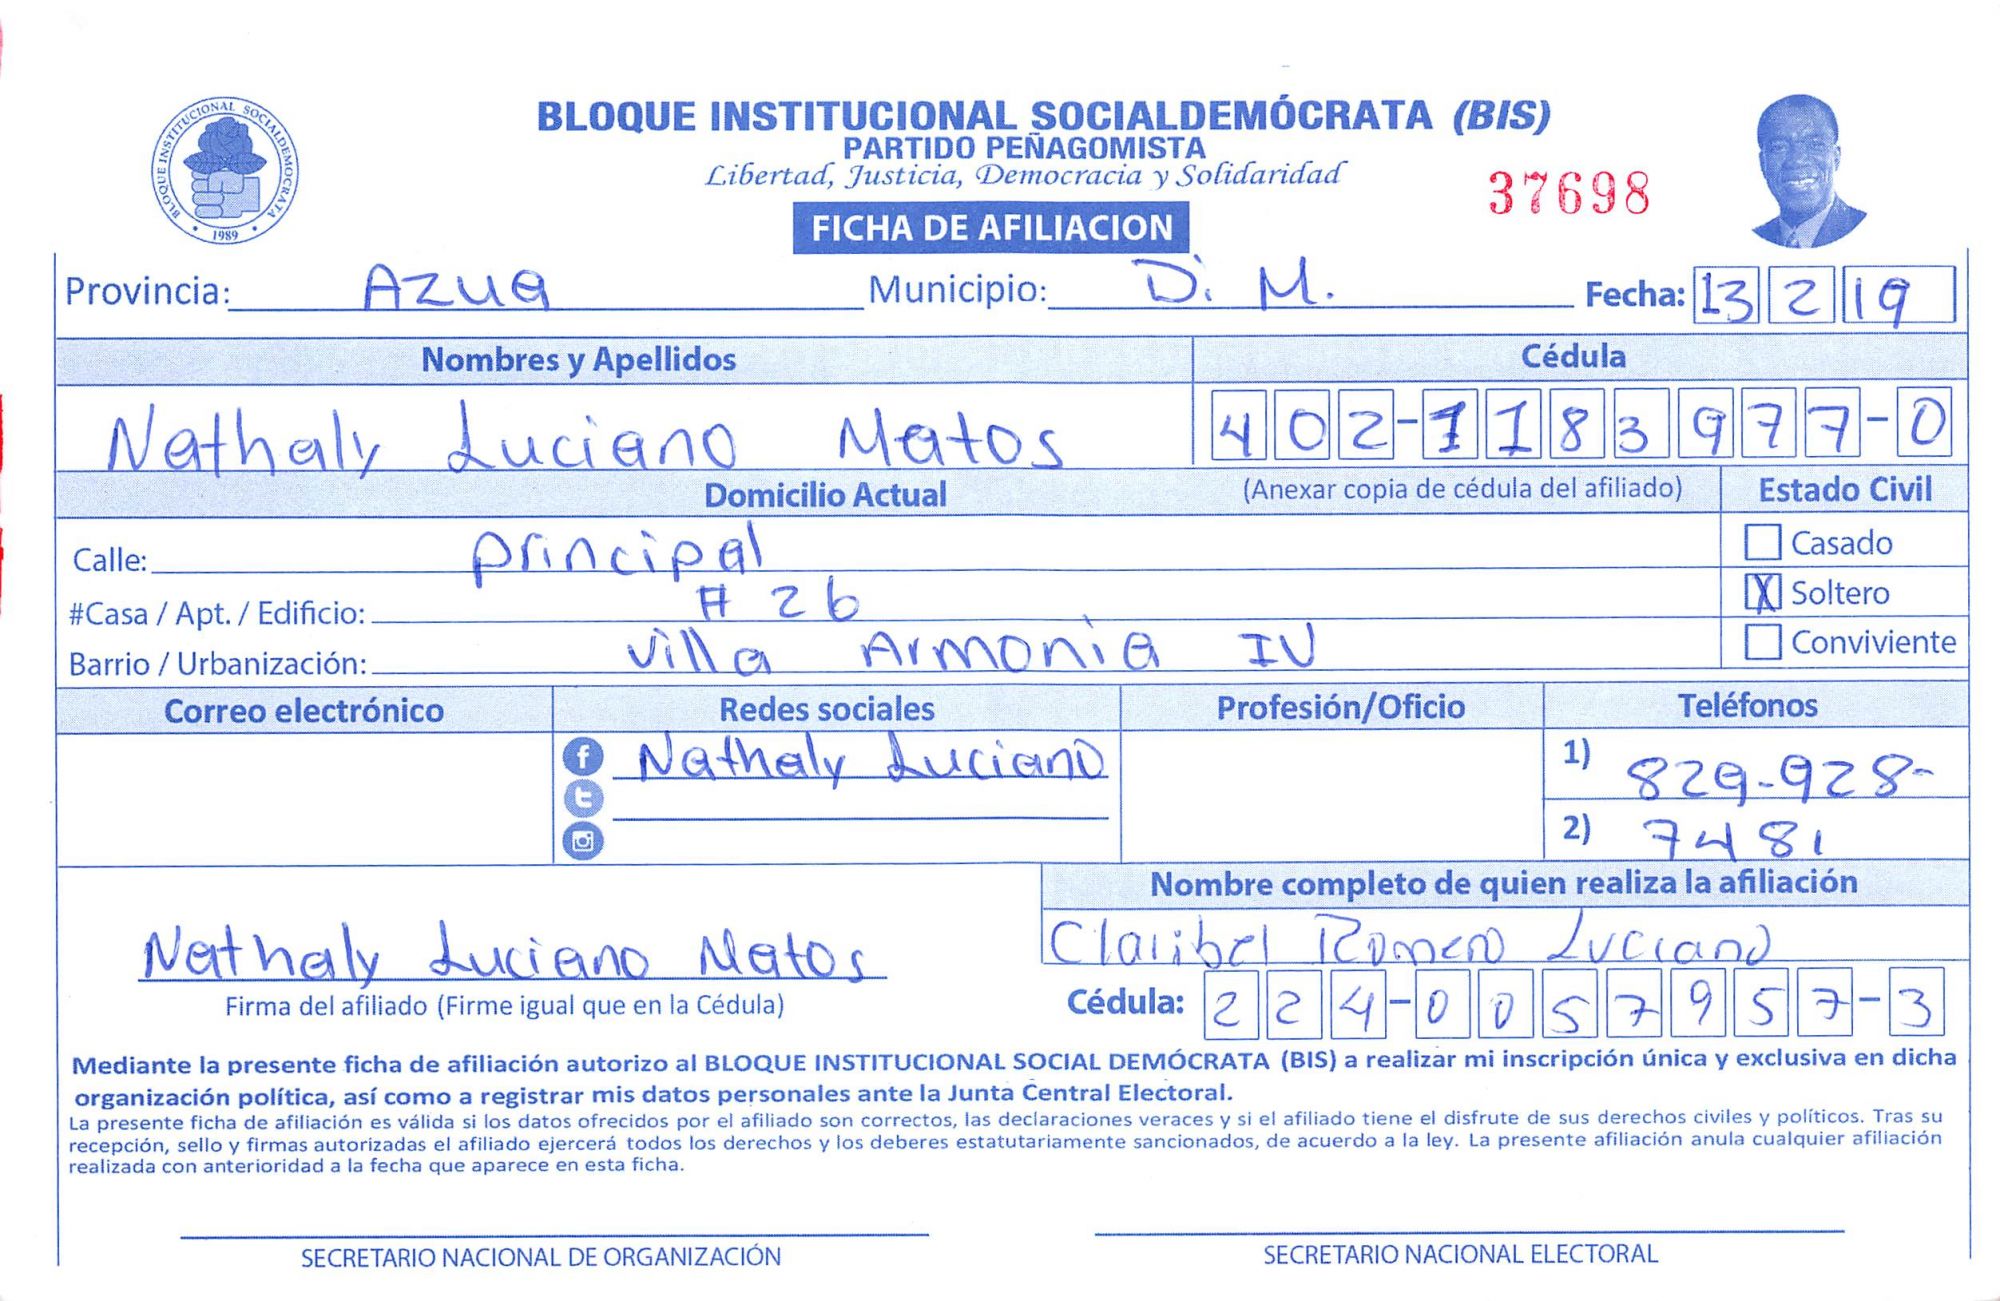 BLOQUE INSTITUCIONAL SOCIALDEMÓCRATA
1989
BLOQUE INSTITUCIONAL SOCIALDEMÓCRATA (BIS)
PARTIDO PEÑAGOMISTA
Libertad, Justicia, Democracia y Solidaridad
37698
FICHA DE AFILIACION
Provincia: Azua Municipio: D. M. Fecha: 13 2 19
Nombres y Apellidos Cédula
Nathaly Luciano Matos 402-1183977-0
Domicilio Actual (Anexar copia de cédula del afiliado) Estado Civil
Calle: principal Casado
#Casa / Apt. / Edificio: # 26 X Soltero
Barrio / Urbanización: Villa Armonia IV Conviviente
Correo electrónico Redes sociales Profesión/Oficio Teléfonos
Nathaly Luciano 1) 829-928-
2) 7481
Nombre completo de quien realiza la afiliación
Claribel Romero Luciano
Nathaly Luciano Matos
Firma del afiliado (Firme igual que en la Cédula) Cédula: 224-0057957-3
Mediante la presente ficha de afiliación autorizo al BLOQUE INSTITUCIONAL SOCIAL DEMÓCRATA (BIS) a realizar mi inscripción única y exclusiva en dicha
organización política, así como a registrar mis datos personales ante la Junta Central Electoral.
La presente ficha de afiliación es válida si los datos ofrecidos por el afiliado son correctos, las declaraciones veraces y si el afiliado tiene el disfrute de sus derechos civiles y políticos. Tras su
recepción, sello y firmas autorizadas el afiliado ejercerá todos los derechos y los deberes estatutariamente sancionados, de acuerdo a la ley. La presente afiliación anula cualquier afiliación
realizada con anterioridad a la fecha que aparece en esta ficha.
SECRETARIO NACIONAL DE ORGANIZACIÓN SECRETARIO NACIONAL ELECTORAL